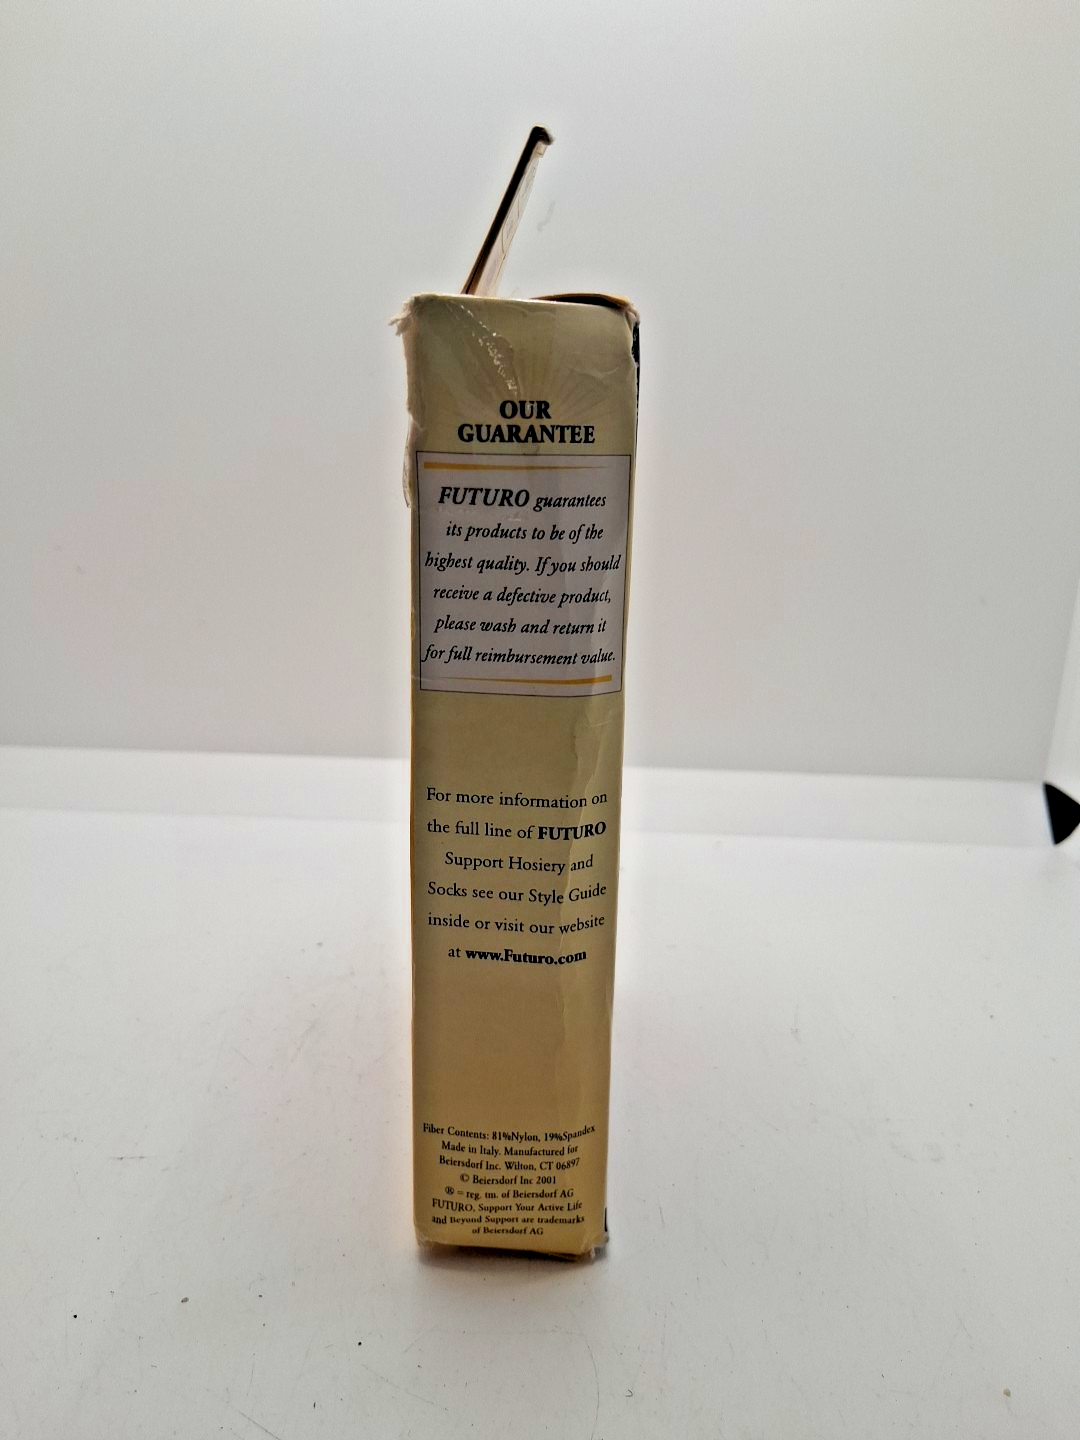 OUR
GUARANTEE
FUTURO guarantees
its products to be of the
highest quality. If you should
receive a defective product,
please wash and return it
for full reimbursement value.
For more information on
the full line of FUTURO
Support Hosiery and
Socks see our Style Guide
inside or visit our website
at www.Futuro.com
Fiber Contents: 81%Nylon, 19%Spandex
Made in Italy. Manufactured for
Beiersdorf Inc. Wilton, CT 06897
© Beiersdorf Inc 2001
® = reg. tm. of Beiersdorf AG
FUTURO, Support Your Active Life
and Beyond Support are trademarks
of Beiersdorf AG